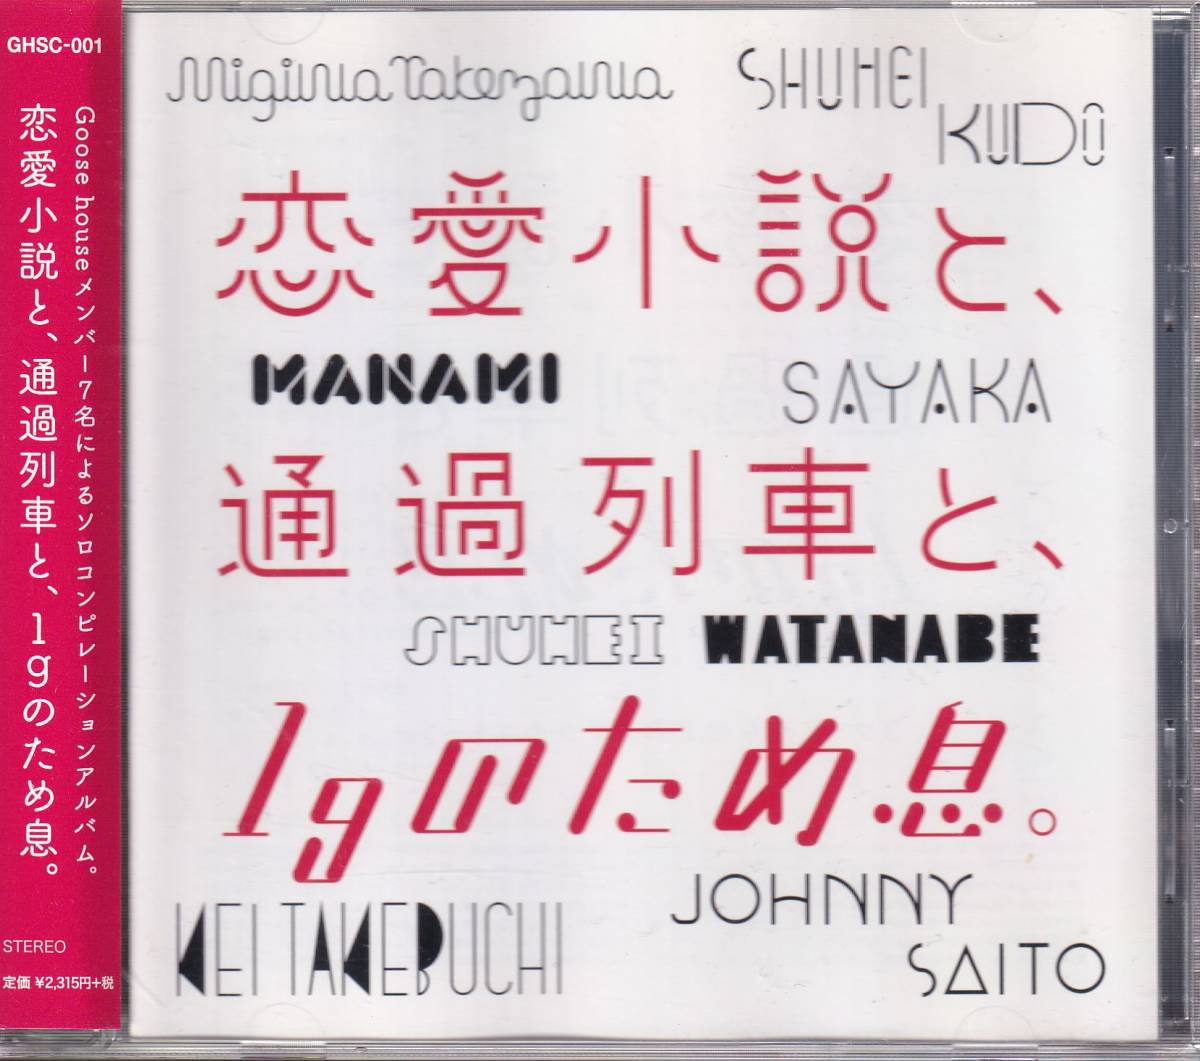 GHSC-001
Goose houseメンバー7名によるソロコンピレーションアルバム。
恋愛小説と、通過列車と、1gのため息。
STEREO
定価 ¥2,315円+税
Migiwa Takezawa
SHUHEI
KUDO
恋愛小説と、
MANAMI
SAYAKA
通過列車と、
SHUHEI WATANABE
1gのため息。
KEI TAKEBUCHI
JOHNNY
SAITO